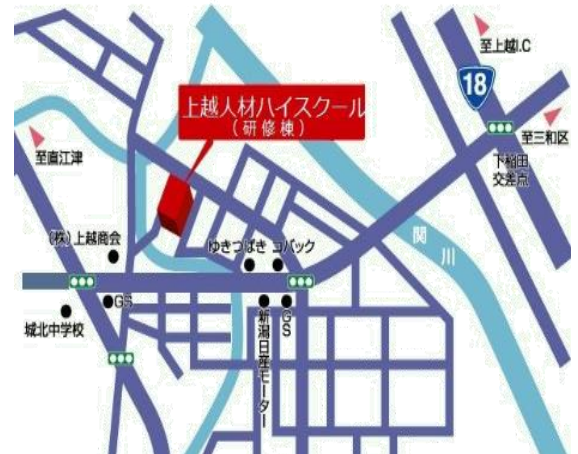 至上越I.C
18
上越人材ハイスクール
(研修棟)
至三和区
至直江津
下稲田
交差点
関川
(株)上越商会
ゆきつばき
コバック
GS
城北中学校
新潟日産モーター
GS